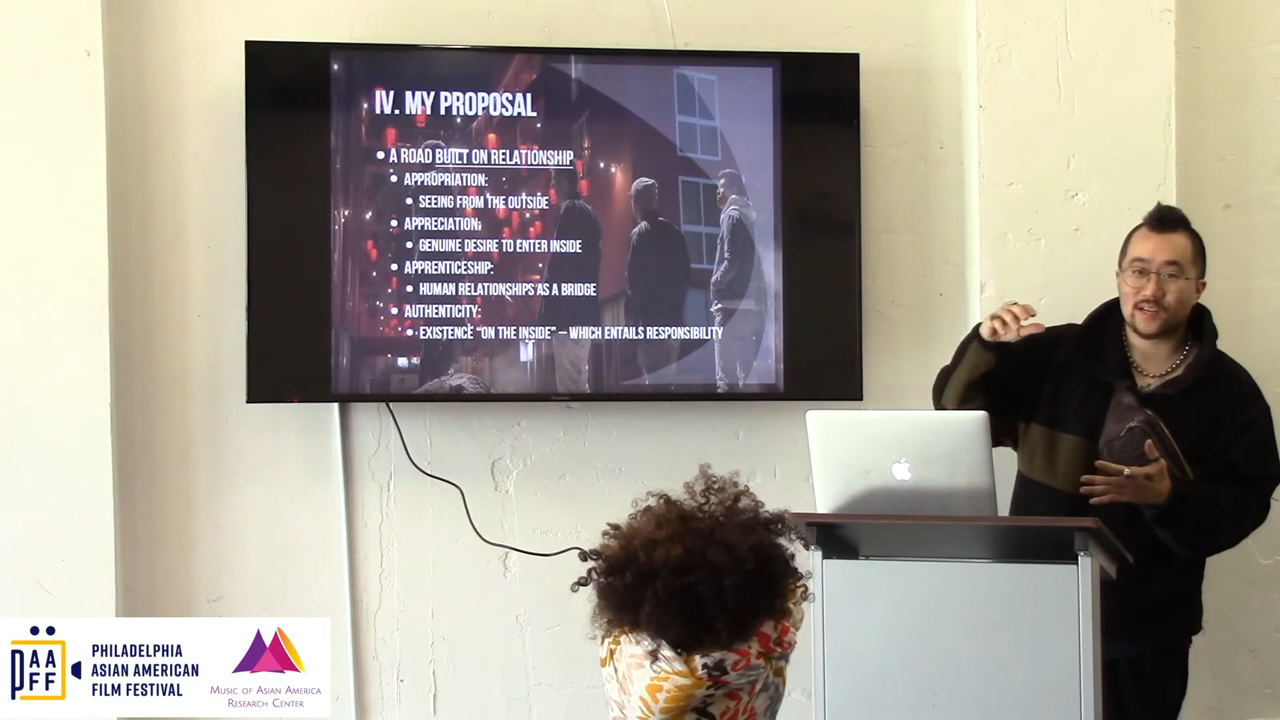 IV. MY PROPOSAL
A ROAD BUILT ON RELATIONSHIP
APPROPRIATION:
SEEING FROM THE OUTSIDE
APPRECIATION:
GENUINE DESIRE TO ENTER INSIDE
APPRENTICESHIP:
HUMAN RELATIONSHIPS AS A BRIDGE
AUTHENTICITY:
EXISTENCE "ON THE INSIDE" – WHICH ENTAILS RESPONSIBILITY
PAAFF
PHILADELPHIA
ASIAN AMERICAN
FILM FESTIVAL
MUSIC OF ASIAN AMERICA
RESEARCH CENTER